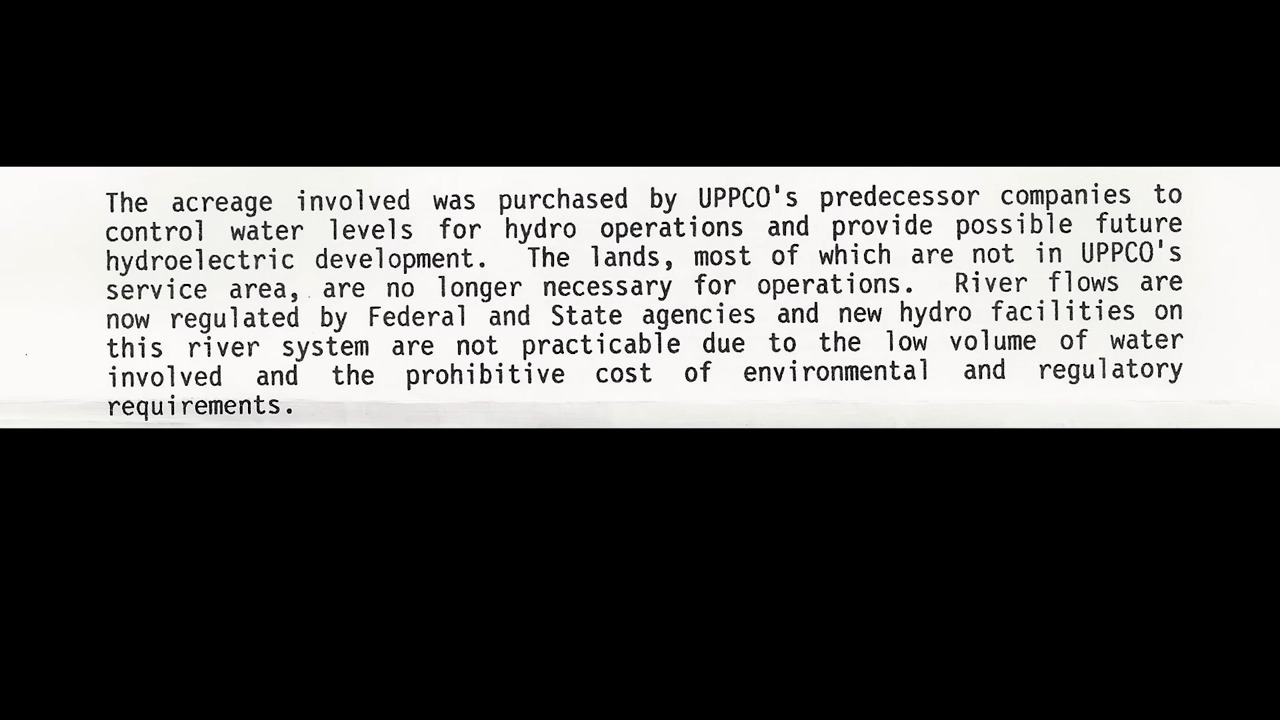 The acreage involved was purchased by UPPCO's predecessor companies to
control water levels for hydro operations and provide possible future
hydroelectric development. The lands, most of which are not in UPPCO's
service area, are no longer necessary for operations. River flows are
now regulated by Federal and State agencies and new hydro facilities on
this river system are not practicable due to the low volume of water
involved and the prohibitive cost of environmental and regulatory
requirements.